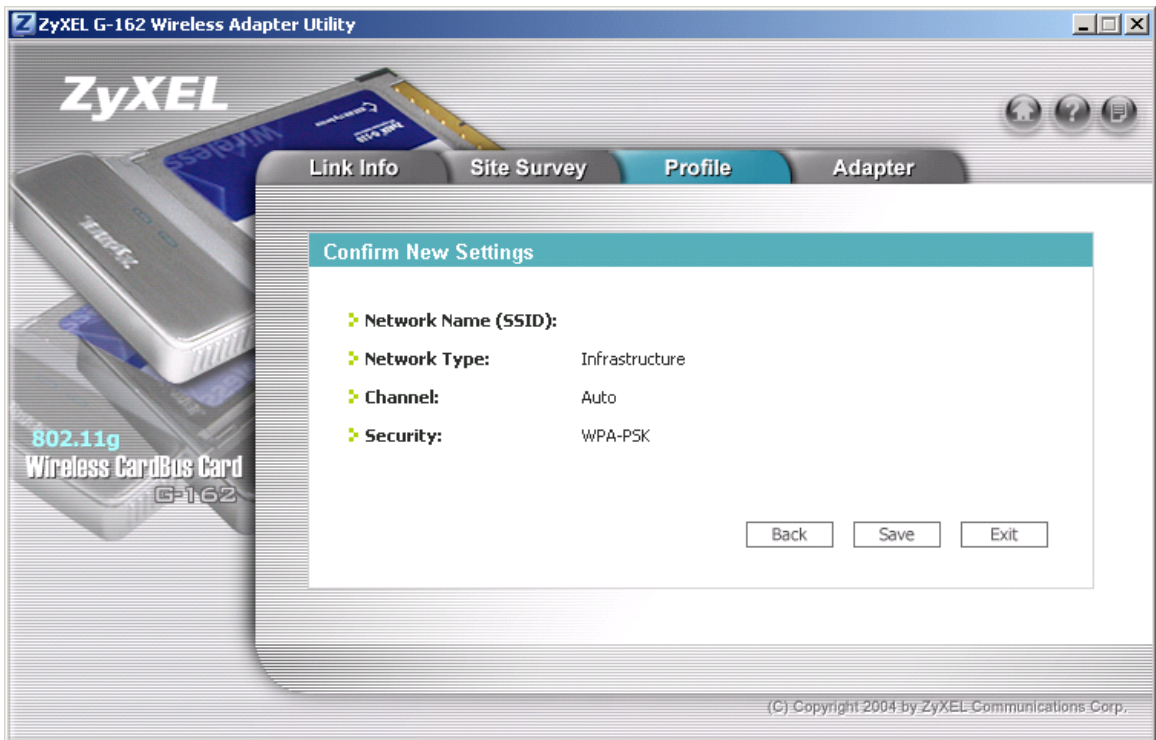 ZyXEL G-162 Wireless Adapter Utility
ZyXEL
Link Info
Site Survey
Profile
Adapter
Confirm New Settings
Network Name (SSID):
Network Type: Infrastructure
Channel: Auto
Security: WPA-PSK
802.11g
Wireless CardBus Card
G-162
Back
Save
Exit
(C) Copyright 2004 by ZyXEL Communications Corp.